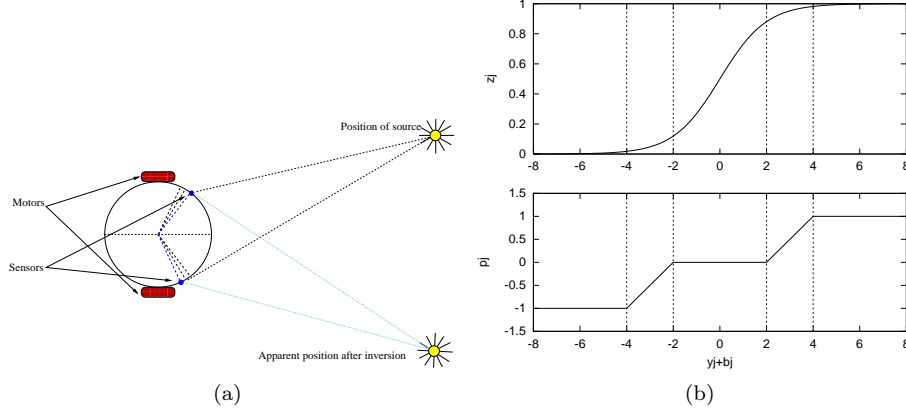 Position of source
Motors
Sensors
Apparent position after inversion
(a)
1
0.8
0.6
0.4
0.2
0
zj
-8 -6 -4 -2 0 2 4 6 8
1.5
1
0.5
0
-0.5
-1
-1.5
pj
-8 -6 -4 -2 0 2 4 6 8
yj+bj
(b)